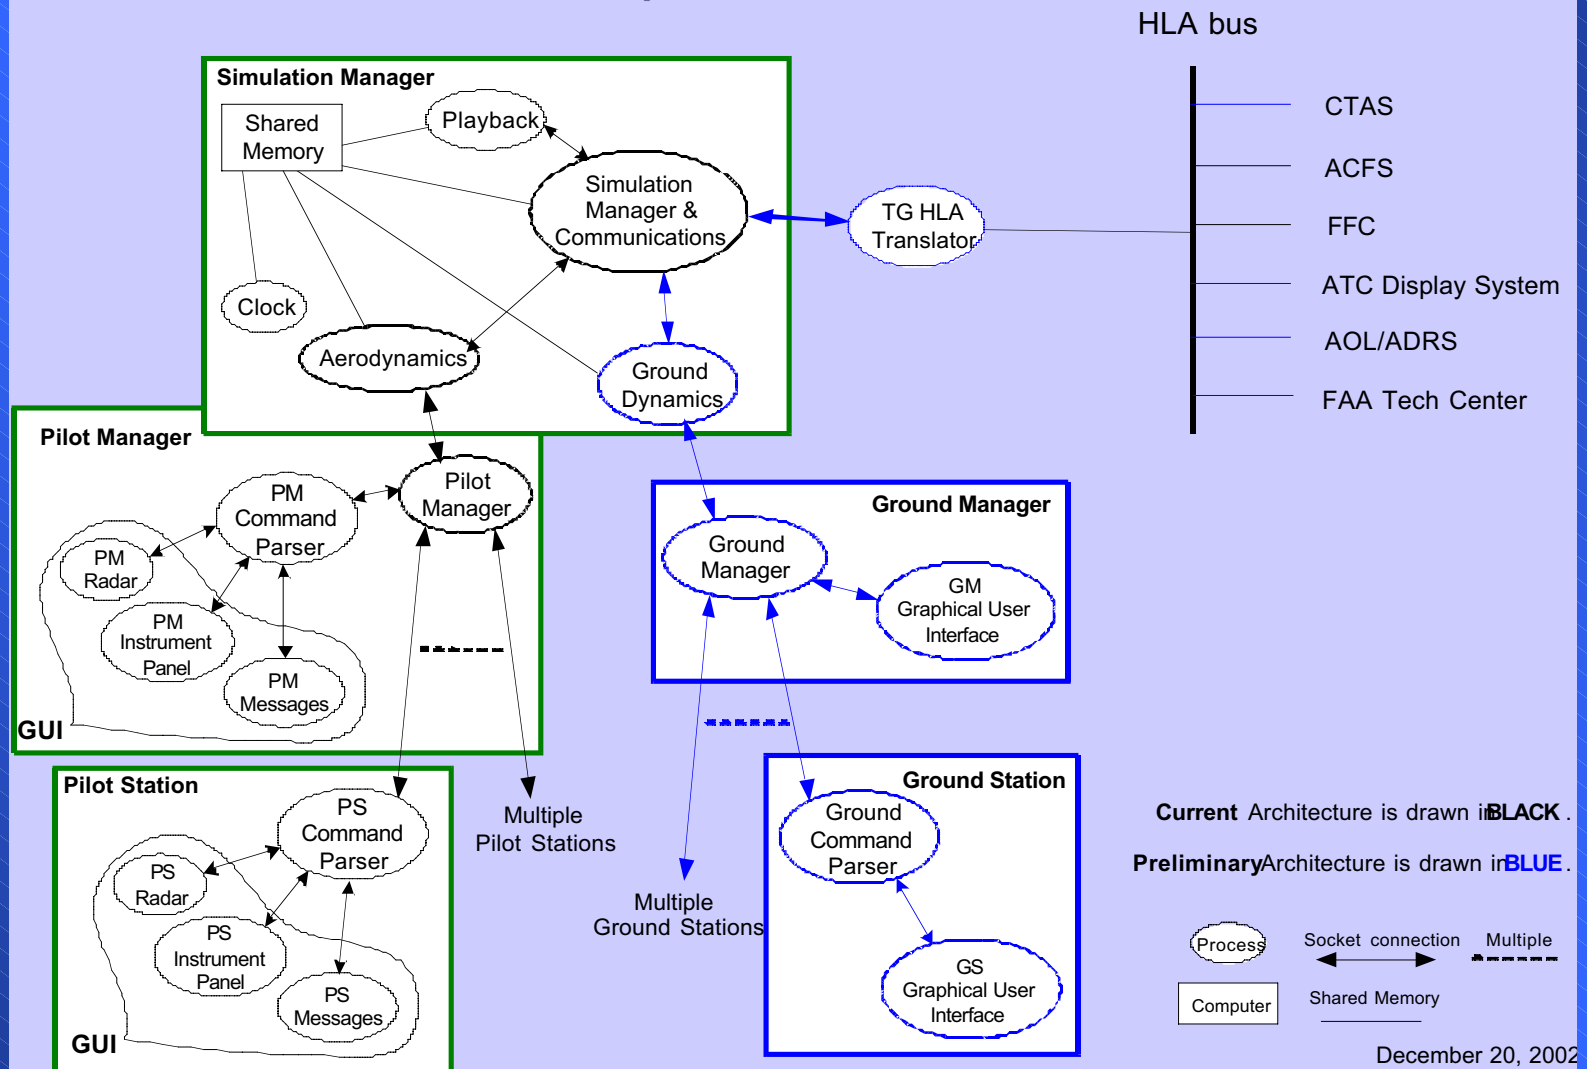 HLA bus
CTAS
ACFS
FFC
ATC Display System
AOL/ADRS
FAA Tech Center
Simulation Manager
Shared
Memory
Playback
Simulation
Manager &
Communications
TG HLA
Translator
Clock
Aerodynamics
Ground
Dynamics
Pilot Manager
Pilot
Manager
PM
Command
Parser
PM
Radar
PM
Instrument
Panel
PM
Messages
GUI
Ground Manager
Ground
Manager
GM
Graphical User
Interface
Pilot Station
PS
Command
Parser
PS
Radar
PS
Instrument
Panel
PS
Messages
GUI
Multiple
Pilot Stations
Multiple
Ground Stations
Ground Station
Ground
Command
Parser
GS
Graphical User
Interface
Current Architecture is drawn in BLACK .
Preliminary Architecture is drawn in BLUE .
Process
Socket connection
Multiple
Computer
Shared Memory
December 20, 2002